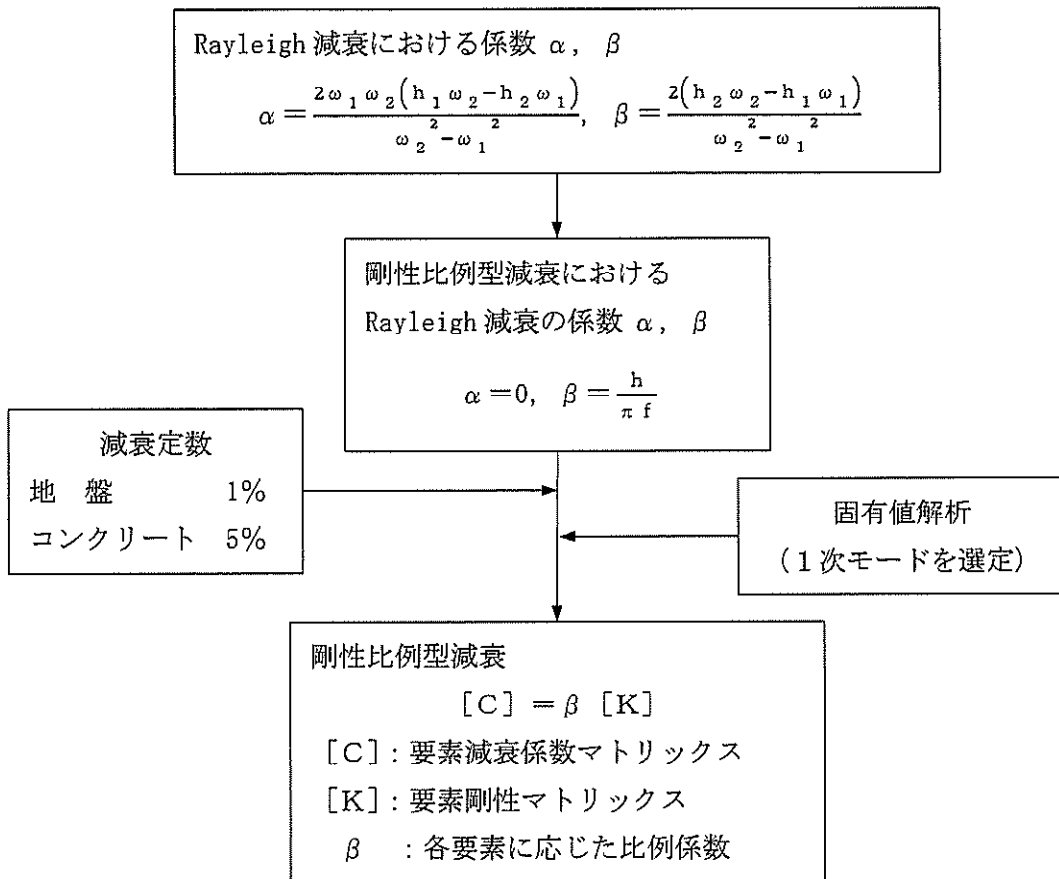 Rayleigh 減衰における係数 α, β
α=2ω₁ω₂(h₁ω₂-h₂ω₁)/ω₂²-ω₁², β=2(h₂ω₂-h₁ω₁)/ω₂²-ω₁²
剛性比例型減衰における
Rayleigh 減衰の係数 α, β
α=0, β=h/πf
減衰定数
地 盤 1%
コンクリート 5%
固有値解析
(1次モードを選定)
剛性比例型減衰
[C]=β [K]
[C]:要素減衰係数マトリックス
[K]:要素剛性マトリックス
β :各要素に応じた比例係数